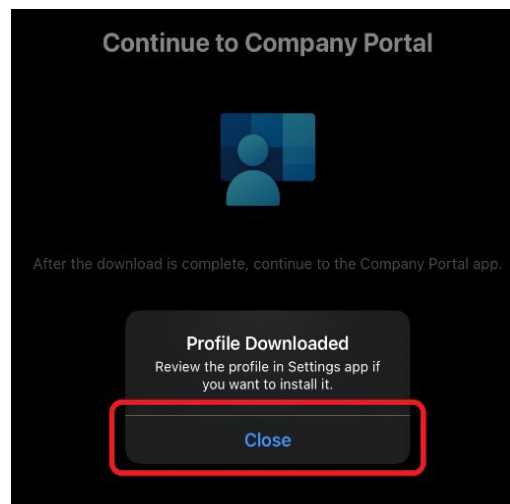 Continue to Company Portal
After the download is complete, continue to the Company Portal app.
Profile Downloaded
Review the profile in Settings app if
you want to install it.
Close